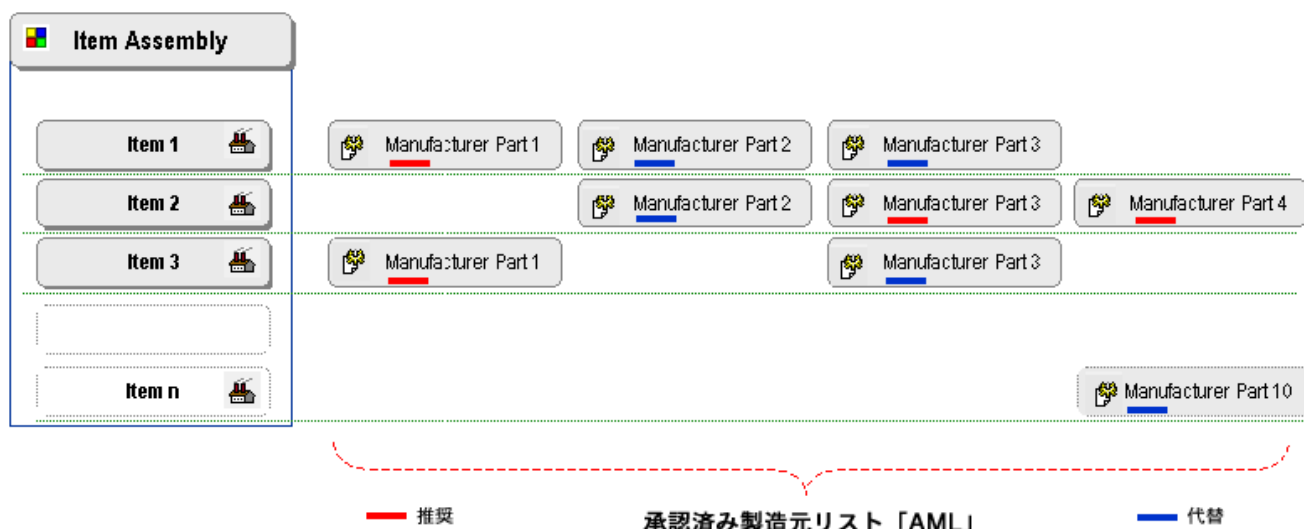 Item Assembly
Item 1 Manufacturer Part 1 Manufacturer Part 2 Manufacturer Part 3
Item 2 Manufacturer Part 2 Manufacturer Part 3 Manufacturer Part 4
Item 3 Manufacturer Part 1 Manufacturer Part 3
Item n Manufacturer Part 10
推奨 承認済み製造元リスト「AML」 代替